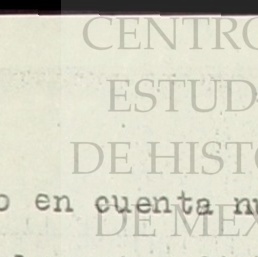 CENTRO
ESTUD
DE HISTO
o en cuenta nu
DE MEX